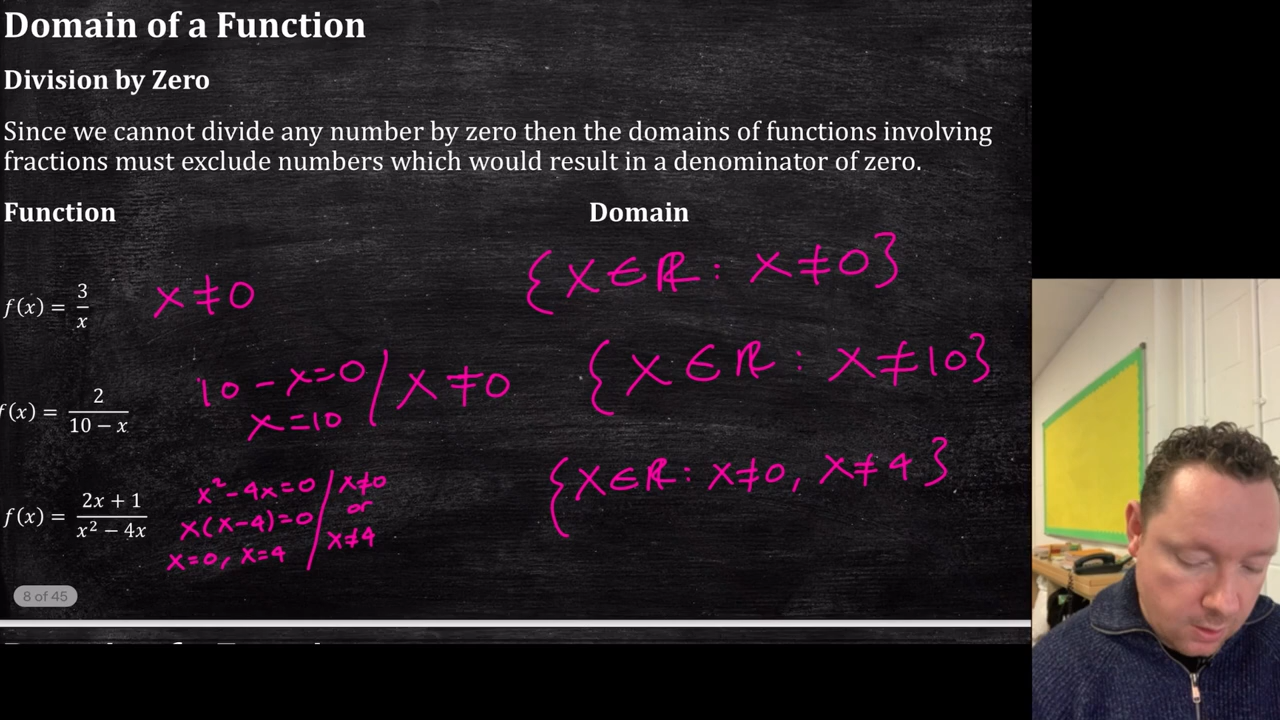 Domain of a Function
Division by Zero
Since we cannot divide any number by zero then the domains of functions involving
fractions must exclude numbers which would result in a denominator of zero.
Function Domain
f(x) = 3/x x≠0 {x∈ℝ: x≠0}
f(x) = 2/(10 − x) 10-x=0 / x≠0 {x∈ℝ: x≠10}
x=10
f(x) = (2x + 1)/(x² − 4x) x²-4x=0 / x≠0 {x∈ℝ: x≠0, x≠4}
x(x-4)=0 or
x=0, x=4 x≠4
8 of 45